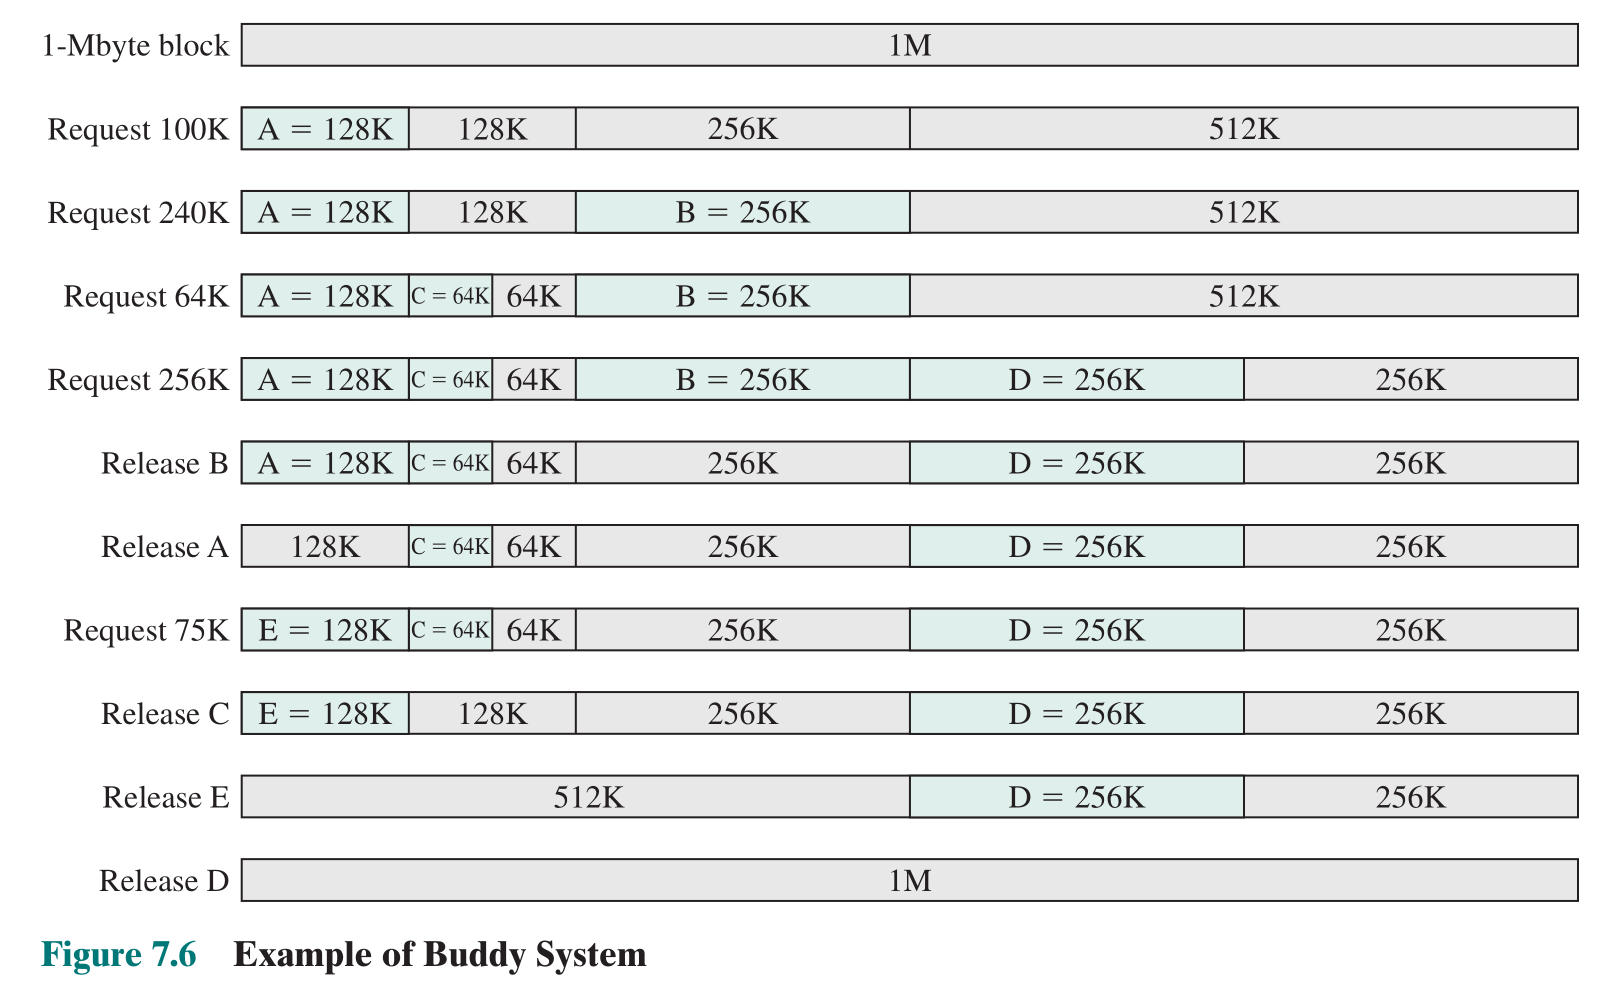 1-Mbyte block 1M
Request 100K A = 128K 128K 256K 512K
Request 240K A = 128K 128K B = 256K 512K
Request 64K A = 128K C = 64K 64K B = 256K 512K
Request 256K A = 128K C = 64K 64K B = 256K D = 256K 256K
Release B A = 128K C = 64K 64K 256K D = 256K 256K
Release A 128K C = 64K 64K 256K D = 256K 256K
Request 75K E = 128K C = 64K 64K 256K D = 256K 256K
Release C E = 128K 128K 256K D = 256K 256K
Release E 512K D = 256K 256K
Release D 1M
Figure 7.6 Example of Buddy System